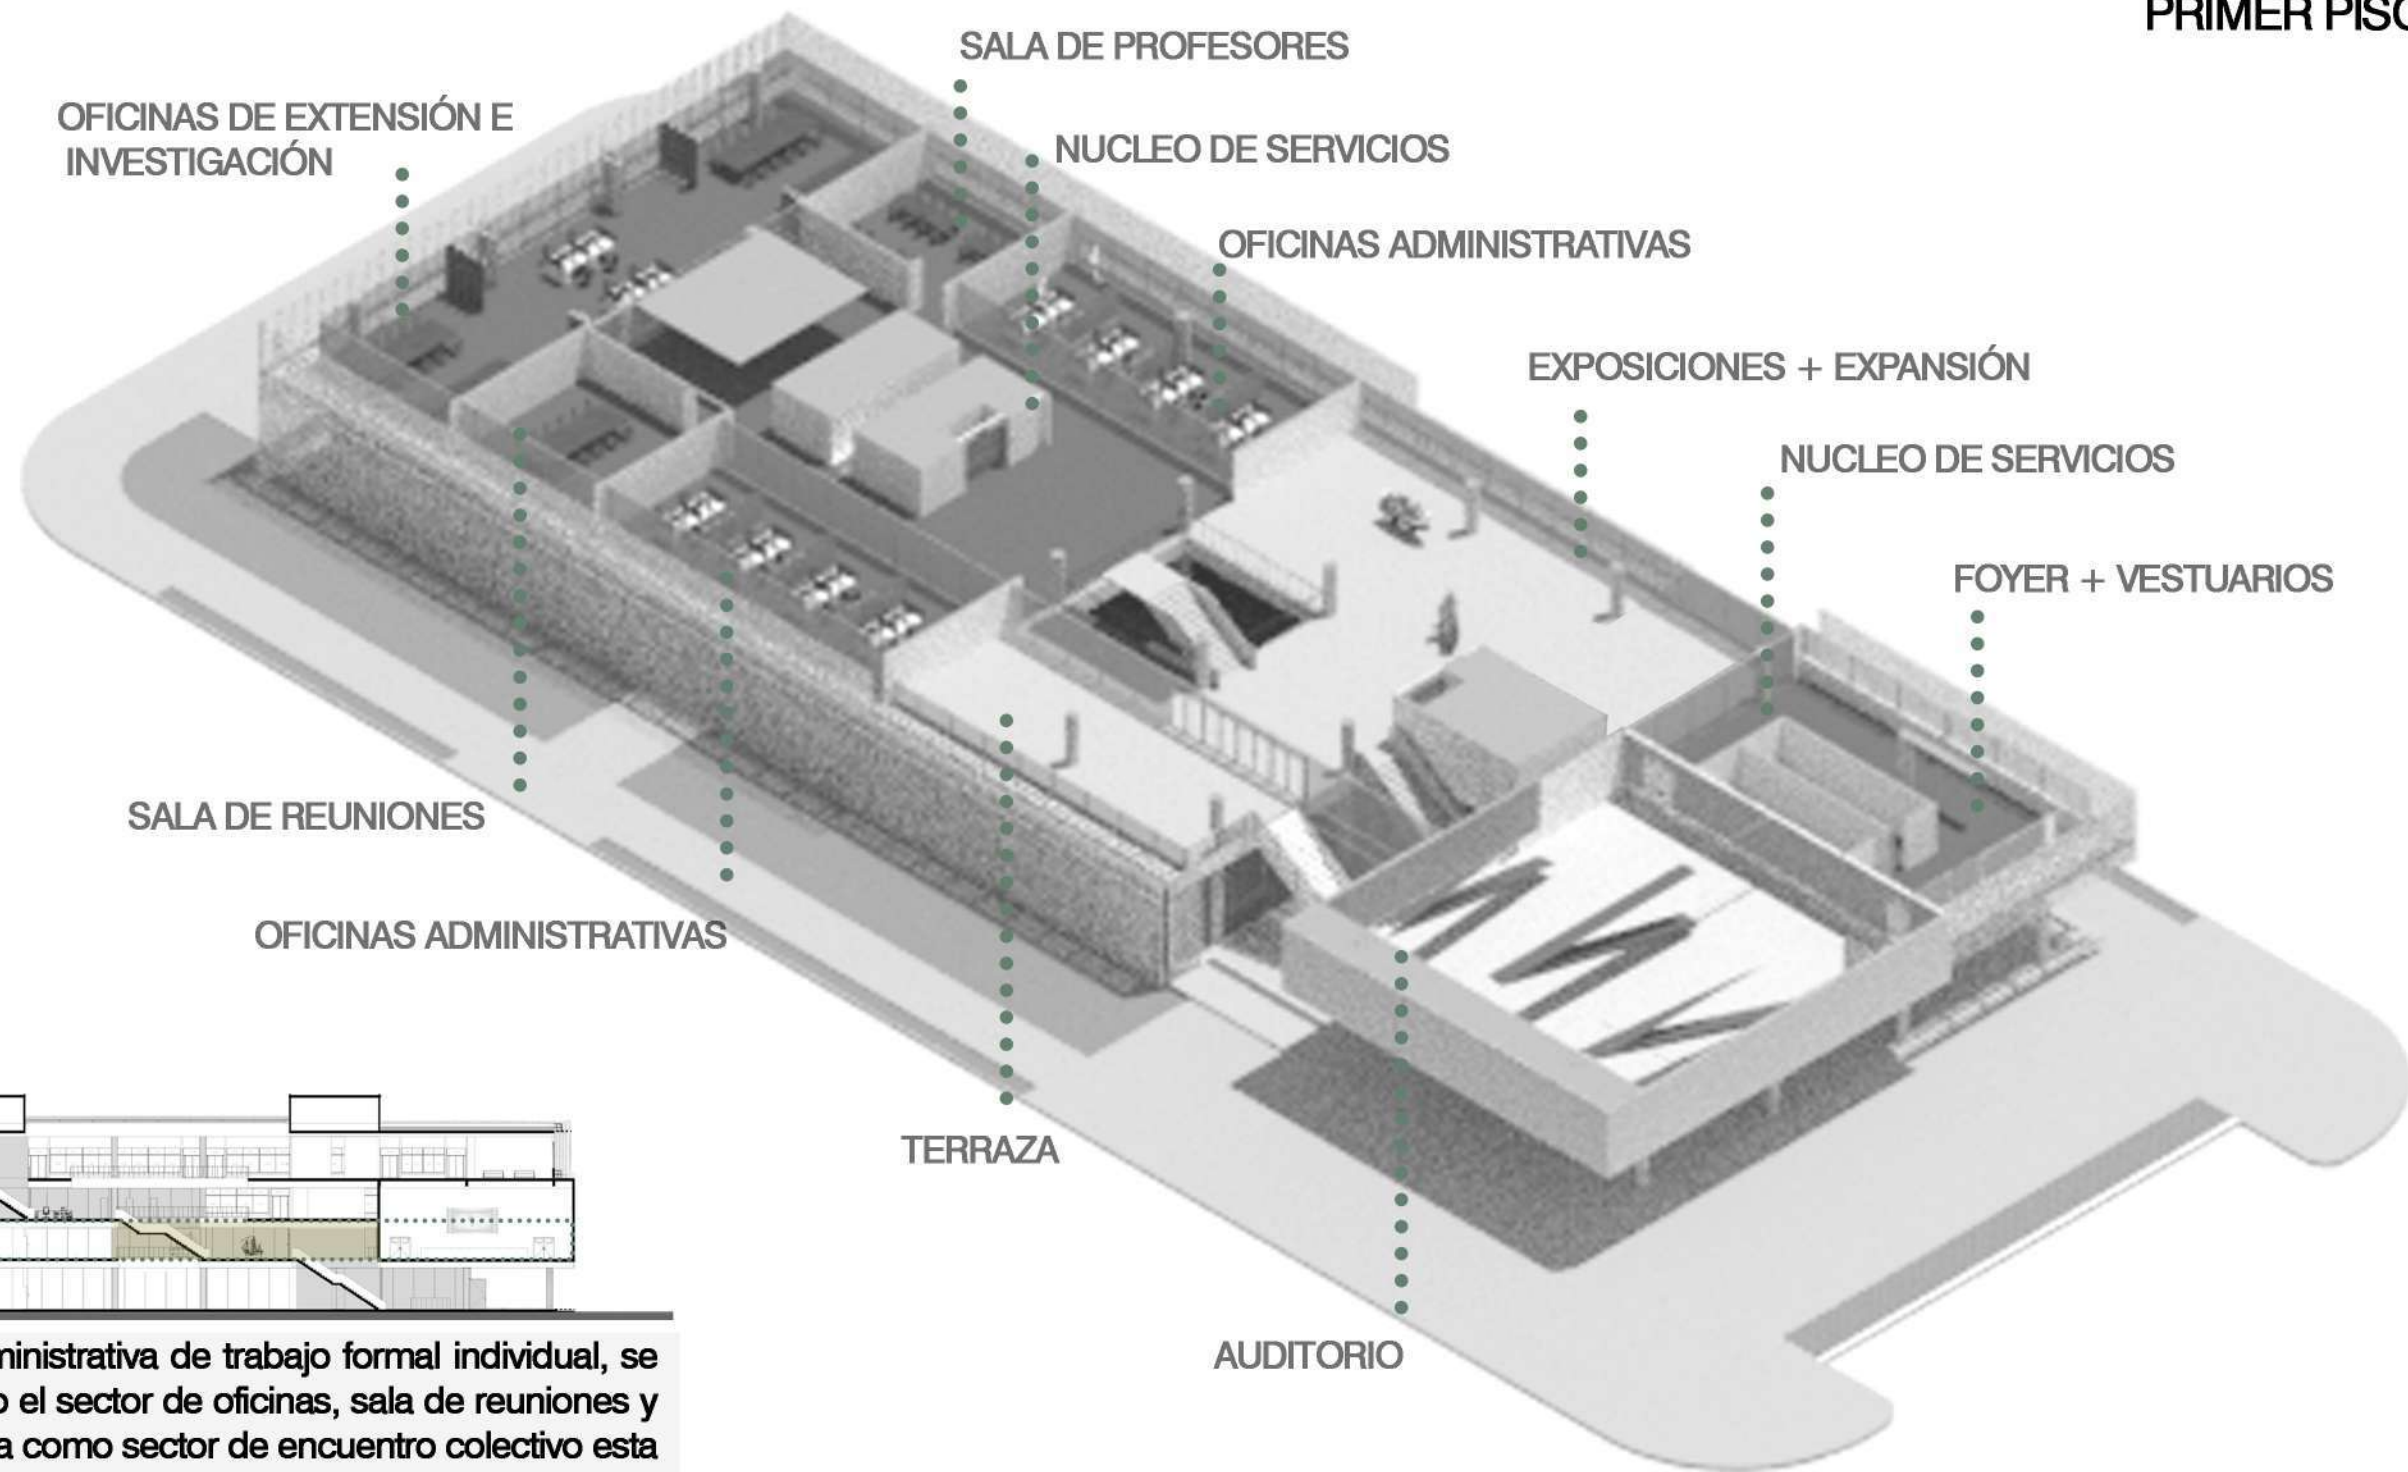 PRIMER PISO
SALA DE PROFESORES
OFICINAS DE EXTENSIÓN E
INVESTIGACIÓN
NUCLEO DE SERVICIOS
OFICINAS ADMINISTRATIVAS
EXPOSICIONES + EXPANSIÓN
NUCLEO DE SERVICIOS
FOYER + VESTUARIOS
SALA DE REUNIONES
OFICINAS ADMINISTRATIVAS
TERRAZA
AUDITORIO
ministrativa de trabajo formal individual, se
o el sector de oficinas, sala de reuniones y
a como sector de encuentro colectivo esta